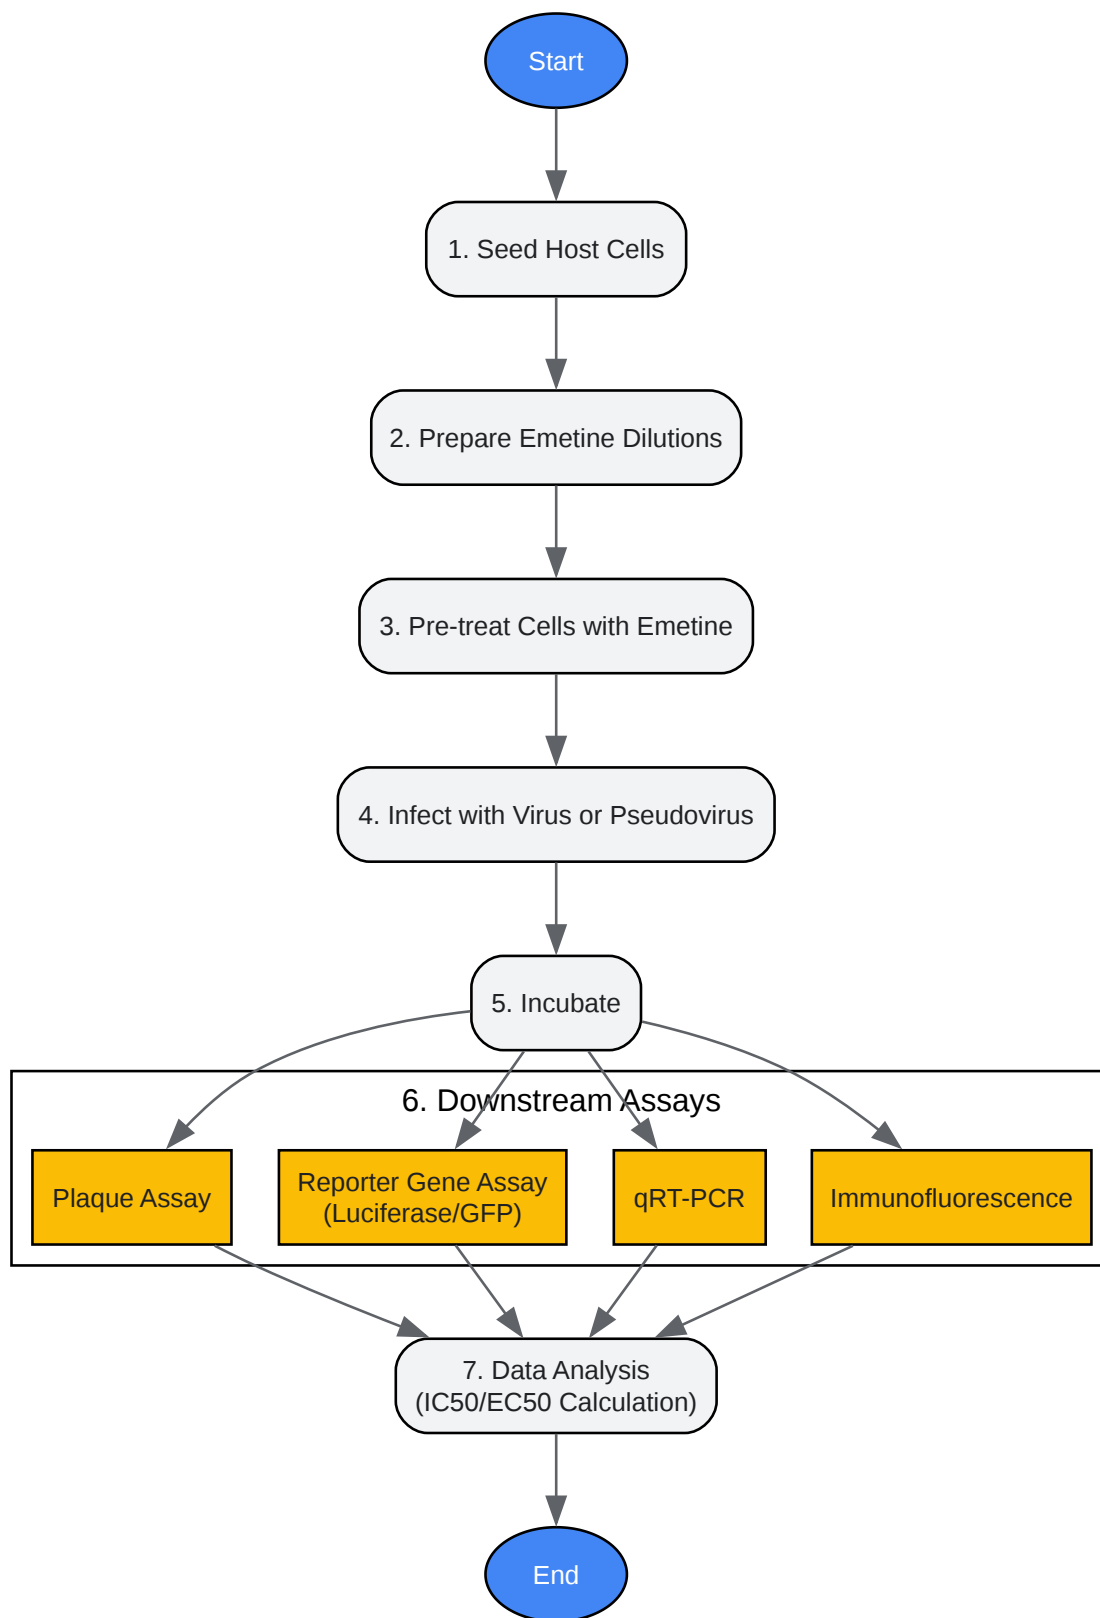 Start
1. Seed Host Cells
2. Prepare Emetine Dilutions
3. Pre-treat Cells with Emetine
4. Infect with Virus or Pseudovirus
5. Incubate
6. Downstream Assays
Plaque Assay
Reporter Gene Assay
(Luciferase/GFP)
qRT-PCR
Immunofluorescence
7. Data Analysis
(IC50/EC50 Calculation)
End